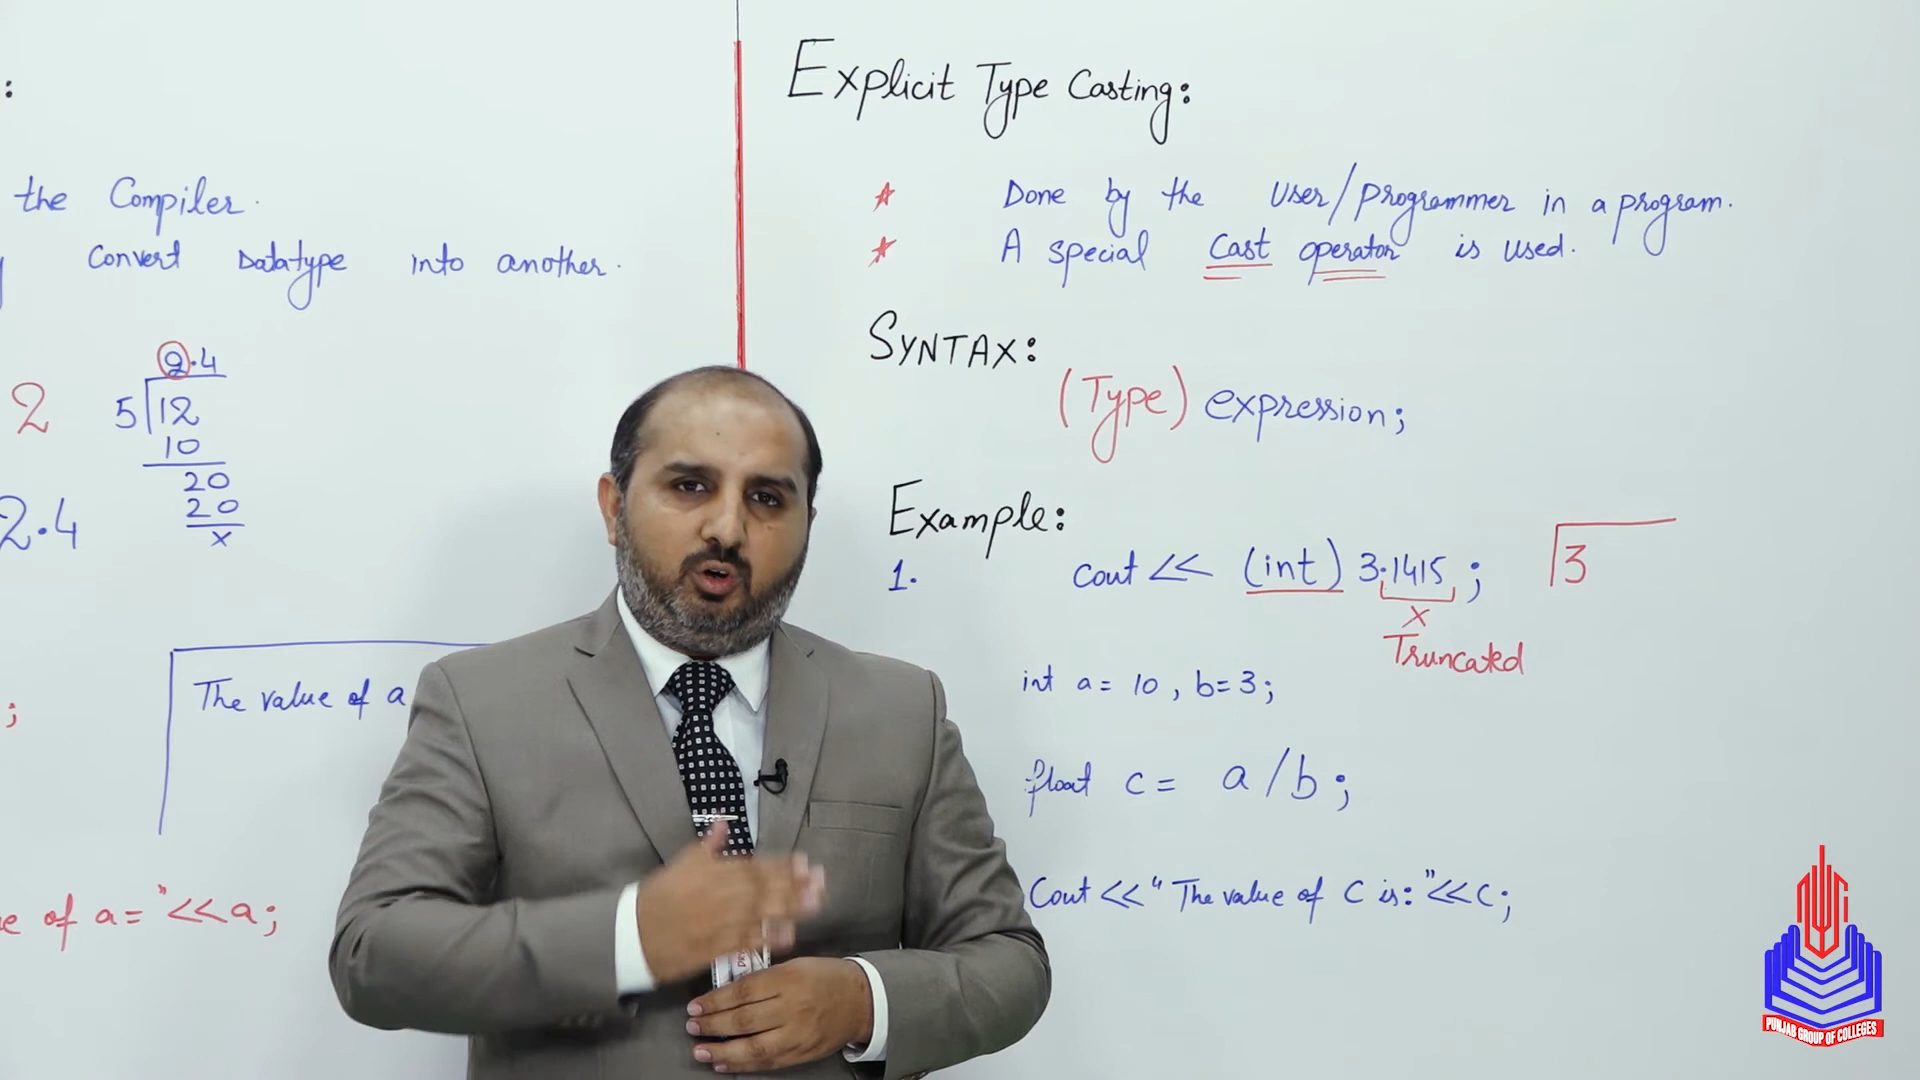 :
the Compiler.
Convert Datatype into another.
2.4
2 5 12
10
20
2.4 20
x
;
The value of a
of a = "<<a;
Explicit Type Casting:
Done by the User/programmer in a program.
A special Cast operator is used.
SYNTAX:
(Type) expression;
Example:
1. cout << (int) 3.1415 ; 3
x
Truncated
int a = 10 , b=3;
float c = a/b;
Cout <<" The value of C is:"<<c;
PUNJAB GROUP OF COLLEGES